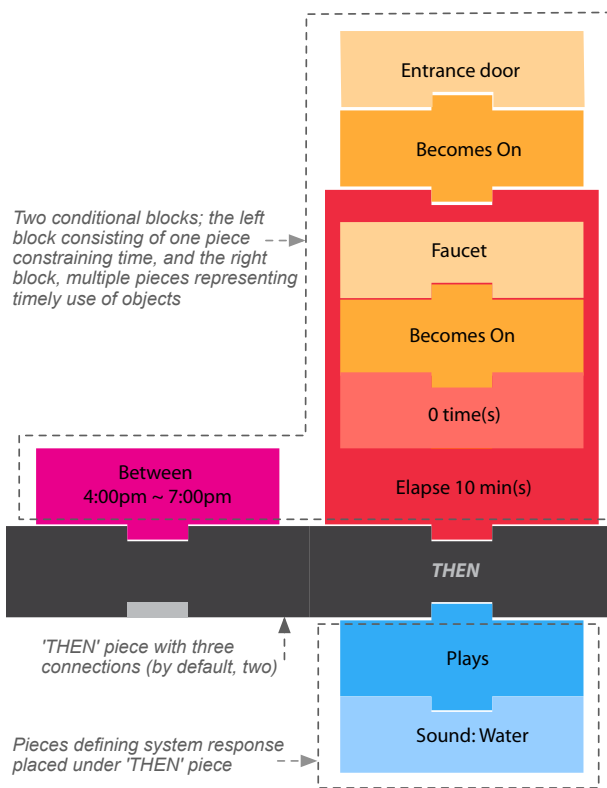 Entrance door
Becomes On
Two conditional blocks; the left
block consisting of one piece
constraining time, and the right
block, multiple pieces representing
timely use of objects
Faucet
Becomes On
0 time(s)
Between
4:00pm ~ 7:00pm
Elapse 10 min(s)
THEN
'THEN' piece with three
connections (by default, two)
Plays
Sound: Water
Pieces defining system response
placed under 'THEN' piece